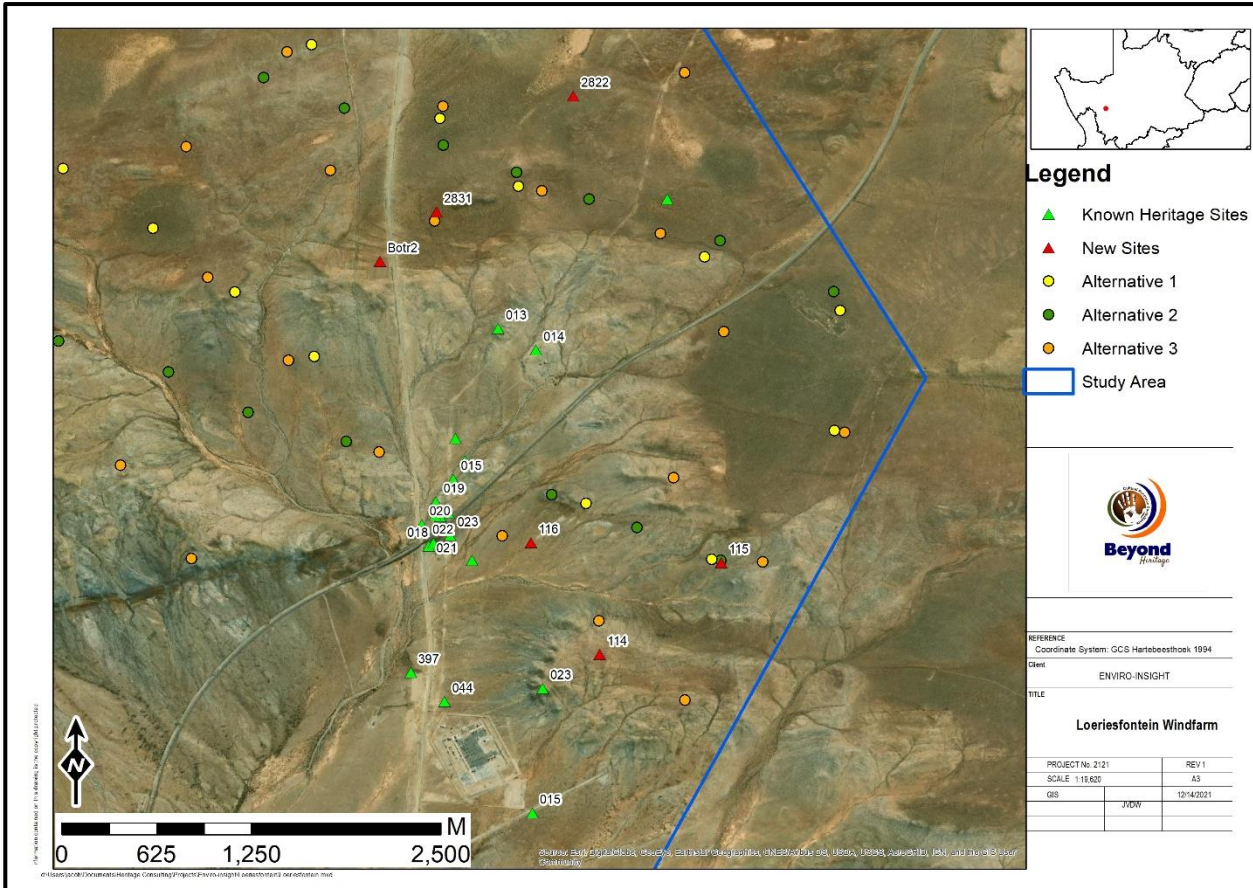 2822
2831
Botr2
013
014
015
019
020
023
018
022
021
116
115
114
397
044
023
015
N
M
0
625
1,250
2,500
Community
Legend
Known Heritage Sites
New Sites
Alternative 1
Alternative 2
Alternative 3
Study Area
Beyond
Heritage
REFERENCE
Coordinate System: GCS Hartebeesthoek 1994
Client
ENVIRO-INSIGHT
TITLE
Loeriesfontein Windfarm
PROJECT No. 2121
REV 1
SCALE 1:19,620
A3
GIS
JVDW
12/14/2021